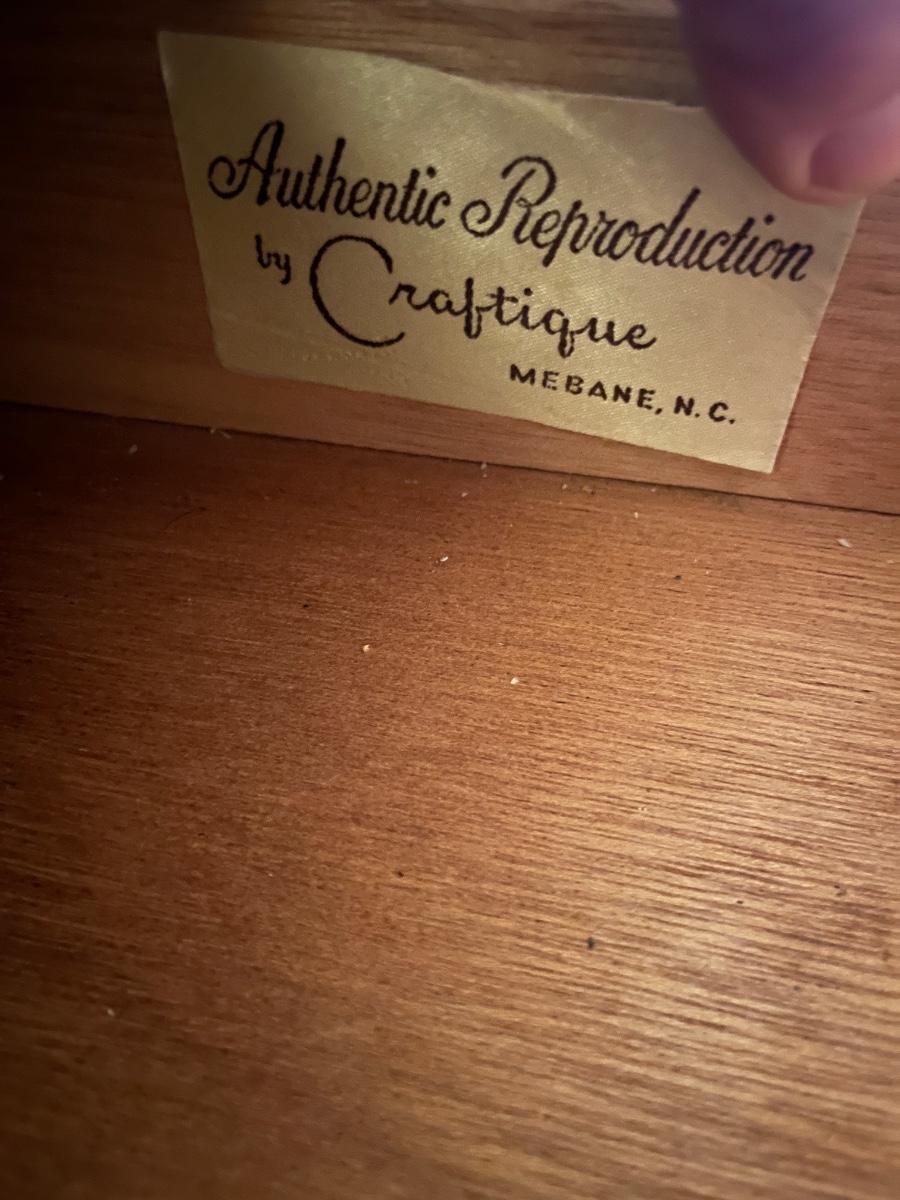 Authentic Reproduction
by Craftique
MEBANE, N.C.